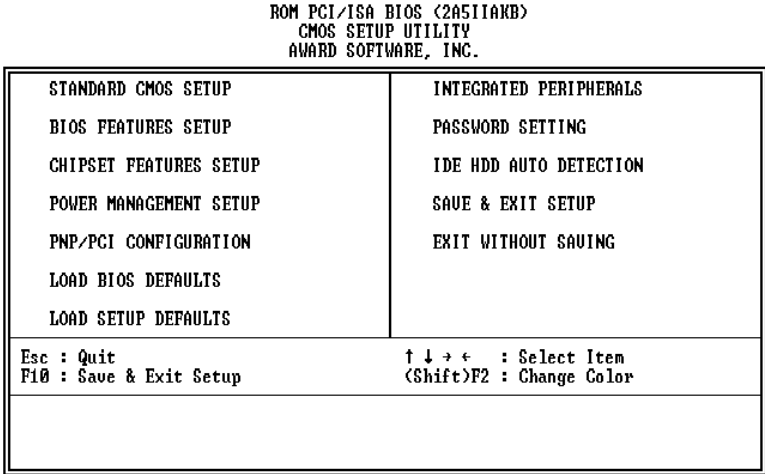 ROM PCI/ISA BIOS (2A5IIAKB)
CMOS SETUP UTILITY
AWARD SOFTWARE, INC.
STANDARD CMOS SETUP
BIOS FEATURES SETUP
CHIPSET FEATURES SETUP
POWER MANAGEMENT SETUP
PNP/PCI CONFIGURATION
LOAD BIOS DEFAULTS
LOAD SETUP DEFAULTS
INTEGRATED PERIPHERALS
PASSWORD SETTING
IDE HDD AUTO DETECTION
SAVE & EXIT SETUP
EXIT WITHOUT SAVING
Esc : Quit
F10 : Save & Exit Setup
↑ ↓ → ← : Select Item
(Shift)F2 : Change Color